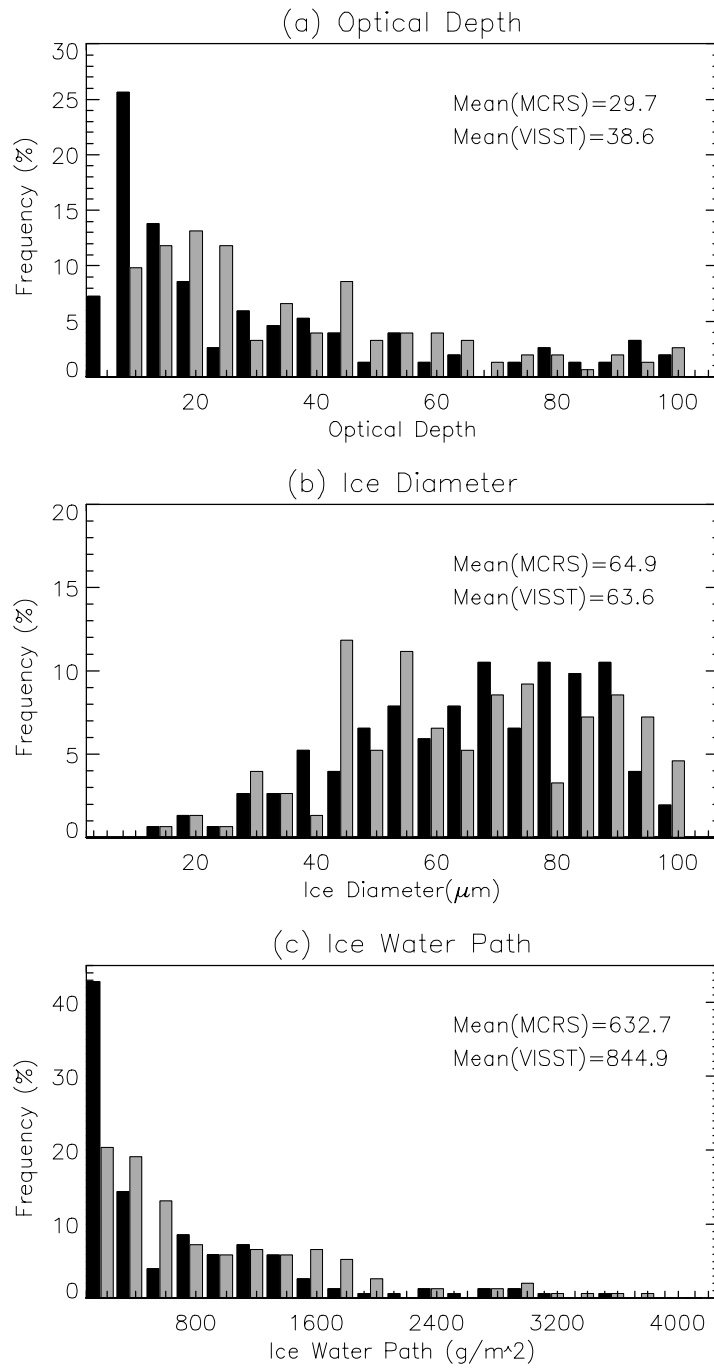 (a) Optical Depth
30
25
20
15
10
5
0
Frequency (%)
Mean(MCRS)=29.7
Mean(VISST)=38.6
20 40 60 80 100
Optical Depth
(b) Ice Diameter
20
15
10
5
0
Frequency (%)
Mean(MCRS)=64.9
Mean(VISST)=63.6
20 40 60 80 100
Ice Diameter(μm)
(c) Ice Water Path
40
30
20
10
0
Frequency (%)
Mean(MCRS)=632.7
Mean(VISST)=844.9
800 1600 2400 3200 4000
Ice Water Path (g/m^2)